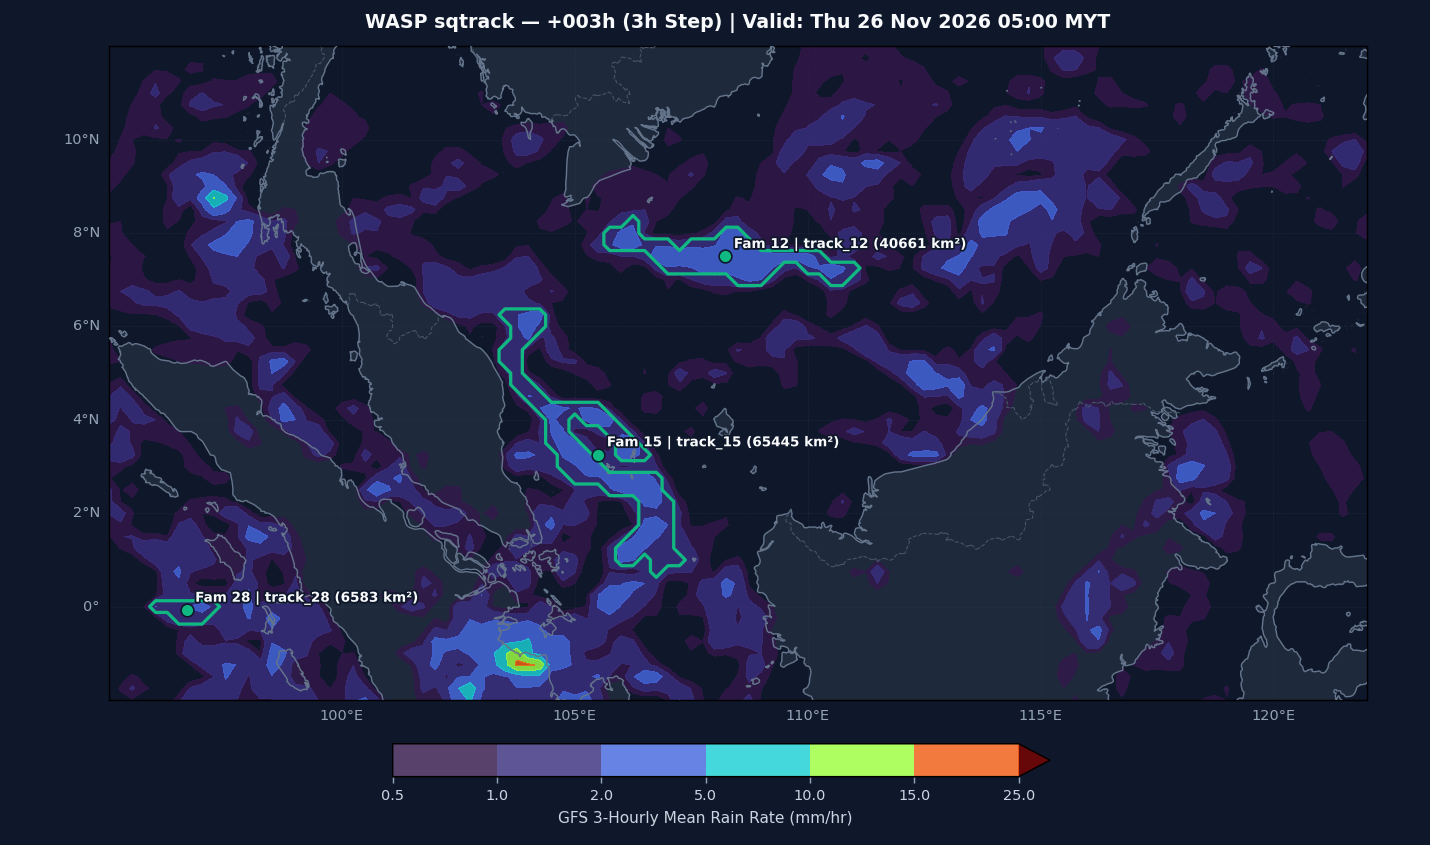 WASP sqtrack — +003h (3h Step) | Valid: Thu 26 Nov 2026 05:00 MYT
10°N
8°N
Fam 12 | track_12 (40661 km²)
6°N
4°N
Fam 15 | track_15 (65445 km²)
2°N
0°
Fam 28 | track_28 (6583 km²)
100°E 105°E 110°E 115°E 120°E
0.5 1.0 2.0 5.0 10.0 15.0 25.0
GFS 3-Hourly Mean Rain Rate (mm/hr)